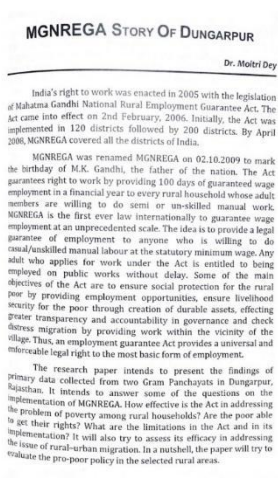 MGNREGA STORY OF DUNGARPUR
Dr. Moitri Dey
India's right to work was enacted in 2005 with the legislation
of Mahatma Gandhi National Rural Employment Guarantee Act. The
Act came into effect on 2nd February, 2006. Initially, the Act was
implemented in 120 districts followed by 200 districts. By April
2008, MGNREGA covered all the districts of India.
MGNREGA was renamed MGNREGA on 02.10.2009 to mark
the birthday of M.K. Gandhi, the father of the nation. The Act
guarantees right to work by providing 100 days of guaranteed wage
employment in a financial year to every rural household whose adult
members are willing to do semi or un-skilled manual work.
MGNREGA is the first ever law internationally to guarantee wage
employment at an unprecedented scale. The idea is to provide a legal
guarantee of employment to anyone who is willing to do
casual/unskilled manual labour at the statutory minimum wage. Any
adult who applies for work under the Act is entitled to being
employed on public works without delay. Some of the main
objectives of the Act are to ensure social protection for the rural
poor by providing employment opportunities, ensure livelihood
security for the poor through creation of durable assets, effecting
greater transparency and accountability in governance and check
distress migration by providing work within the vicinity of the
village. Thus, an employment guarantee Act provides a universal and
enforceable legal right to the most basic form of employment.
The research paper intends to present the findings of
primary data collected from two Gram Panchayats in Dungarpur,
Rajasthan. It intends to answer some of the questions on the
implementation of MGNREGA. How effective is the Act in addressing
the problem of poverty among rural households? Are the poor able
to get their rights? What are the limitations in the Act and in its
implementation? It will also try to assess its efficacy in addressing
the issue of rural-urban migration. In a nutshell, the paper will try to
evaluate the pro-poor policy in the selected rural areas.